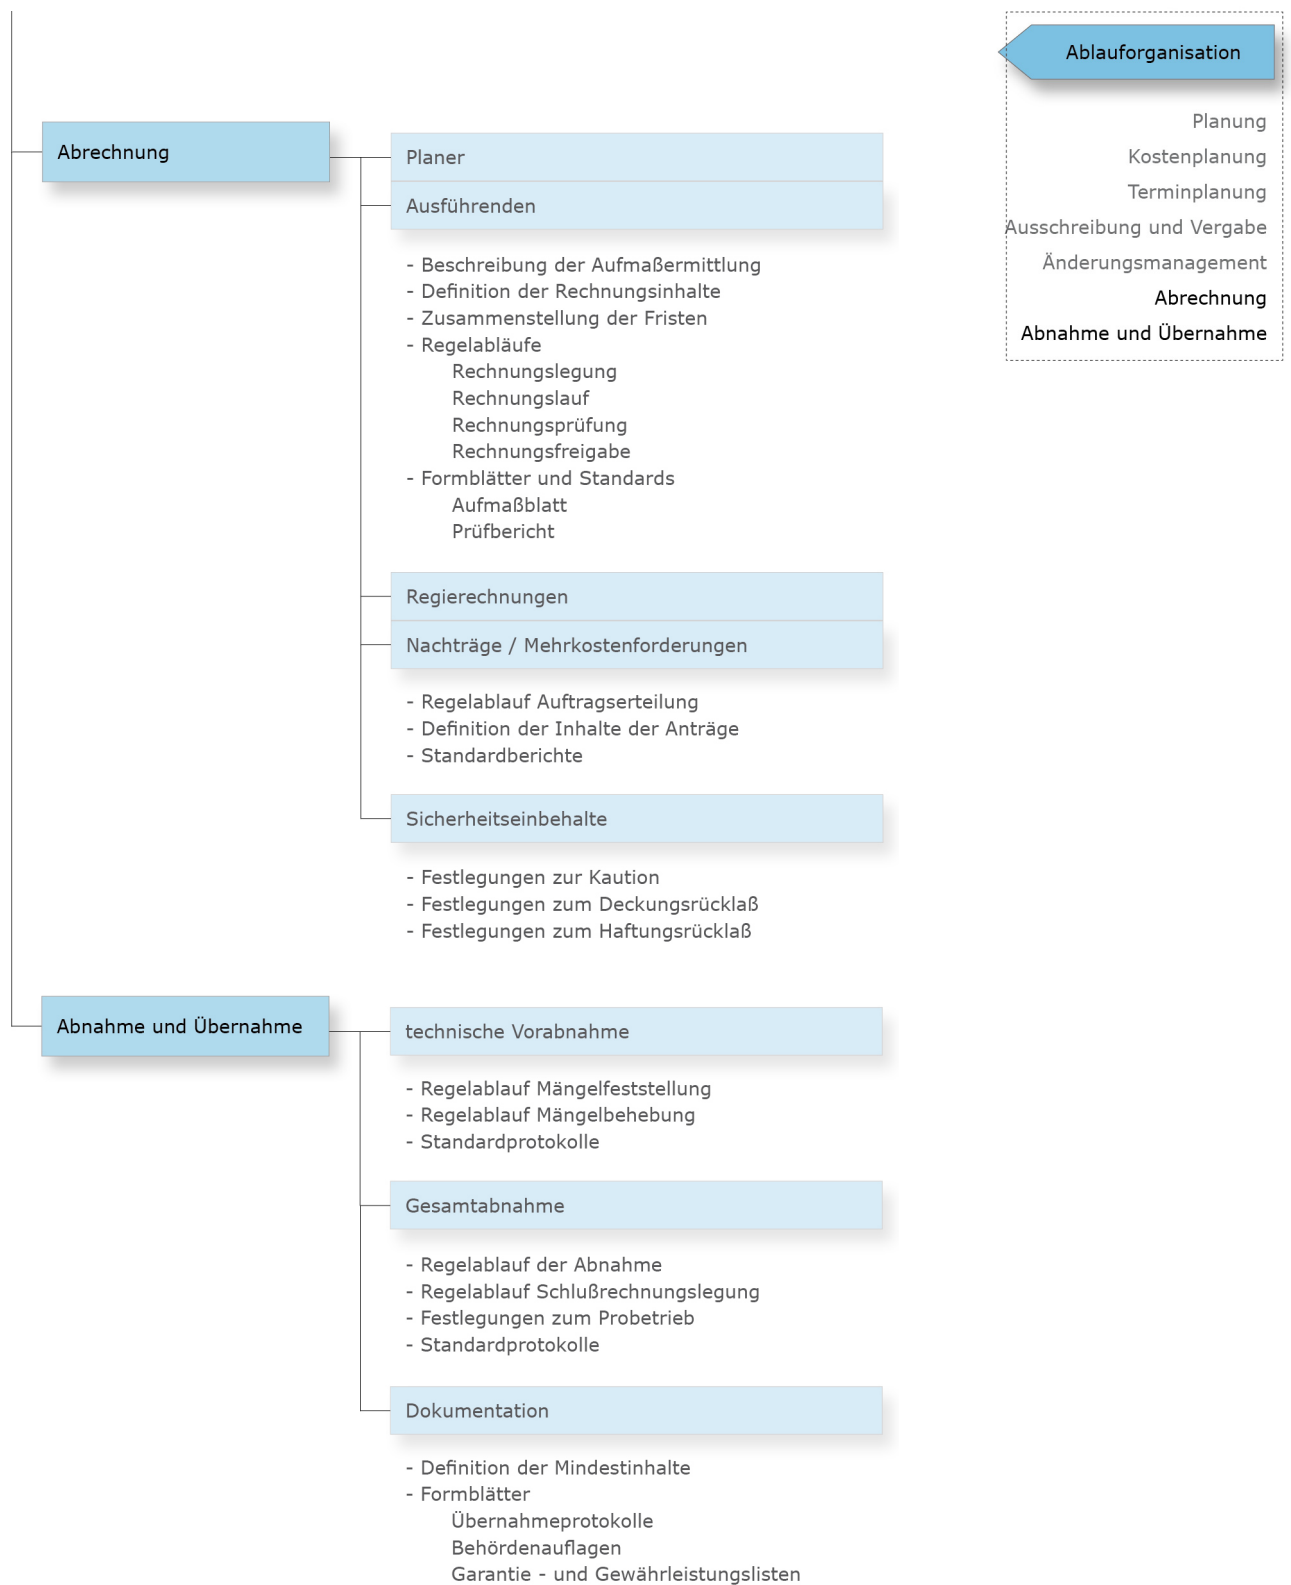 Ablauforganisation
Planung
Kostenplanung
Terminplanung
Ausschreibung und Vergabe
Änderungsmanagement
Abrechnung
Abnahme und Übernahme
Abrechnung
Planer
Ausführenden
- Beschreibung der Aufmaßermittlung
- Definition der Rechnungsinhalte
- Zusammenstellung der Fristen
- Regelabläufe
Rechnungslegung
Rechnungslauf
Rechnungsprüfung
Rechnungsfreigabe
- Formblätter und Standards
Aufmaßblatt
Prüfbericht
Regierechnungen
Nachträge / Mehrkostenforderungen
- Regelablauf Auftragserteilung
- Definition der Inhalte der Anträge
- Standardberichte
Sicherheitseinbehalte
- Festlegungen zur Kaution
- Festlegungen zum Deckungsrücklaß
- Festlegungen zum Haftungsrücklaß
Abnahme und Übernahme
technische Vorabnahme
- Regelablauf Mängelfeststellung
- Regelablauf Mängelbehebung
- Standardprotokolle
Gesamtabnahme
- Regelablauf der Abnahme
- Regelablauf Schlußrechnungslegung
- Festlegungen zum Probetrieb
- Standardprotokolle
Dokumentation
- Definition der Mindestinhalte
- Formblätter
Übernahmeprotokolle
Behördenauflagen
Garantie - und Gewährleistungslisten